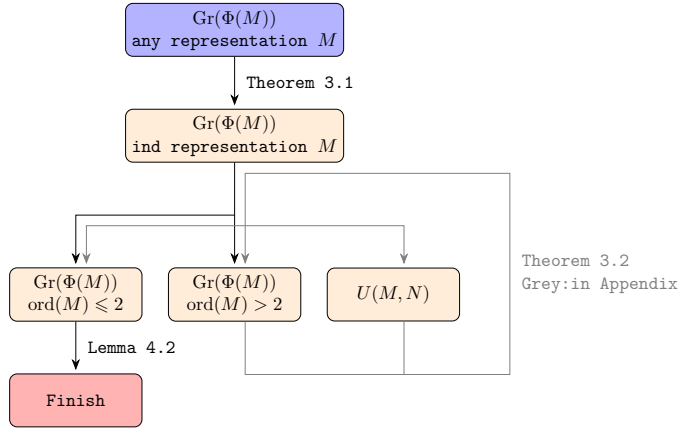 Gr(Φ(M))
any representation M
Theorem 3.1
Gr(Φ(M))
ind representation M
Theorem 3.2
Grey:in Appendix
Gr(Φ(M))
ord(M) ⩽ 2
Gr(Φ(M))
ord(M) > 2
U(M, N)
Lemma 4.2
Finish